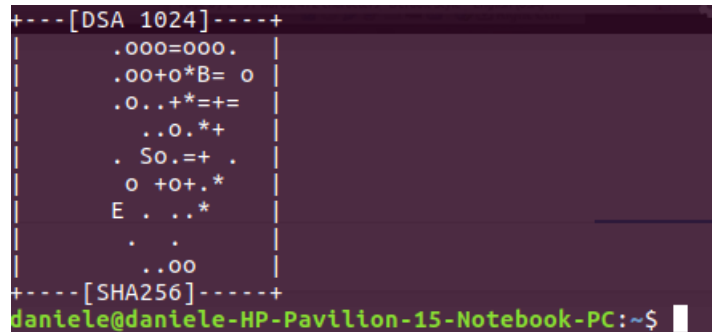 +---[DSA 1024]----+
|      .ooo=ooo.  |
|      .oo+o*B= o |
|      .o..+*=+=  |
|        ..o.*+   |
|      . So.=+ .  |
|       o +o+.*   |
|      E . ..*    |
|       .  .      |
|        ..oo     |
+----[SHA256]-----+
daniele@daniele-HP-Pavilion-15-Notebook-PC:~$